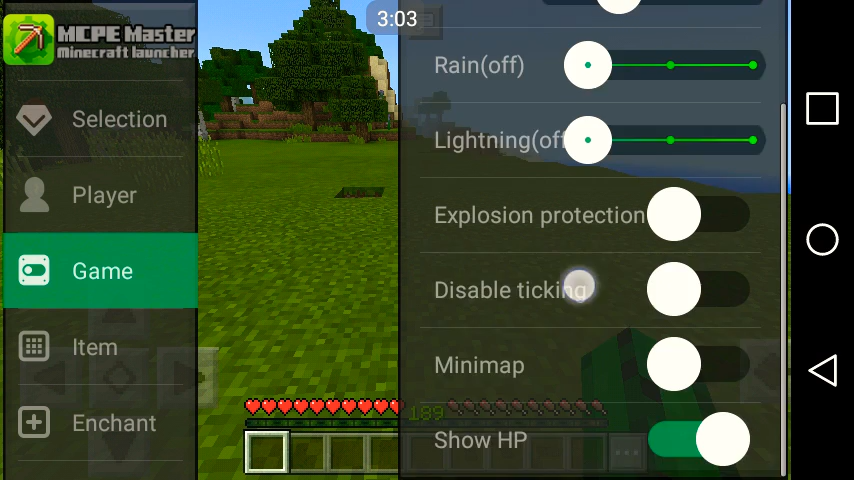 MCPE Master
Minecraft launcher
Selection
Player
Game
Item
Enchant
3:03
Rain(off)
Lightning(off
Explosion protection
Disable ticking
Minimap
Show HP
189